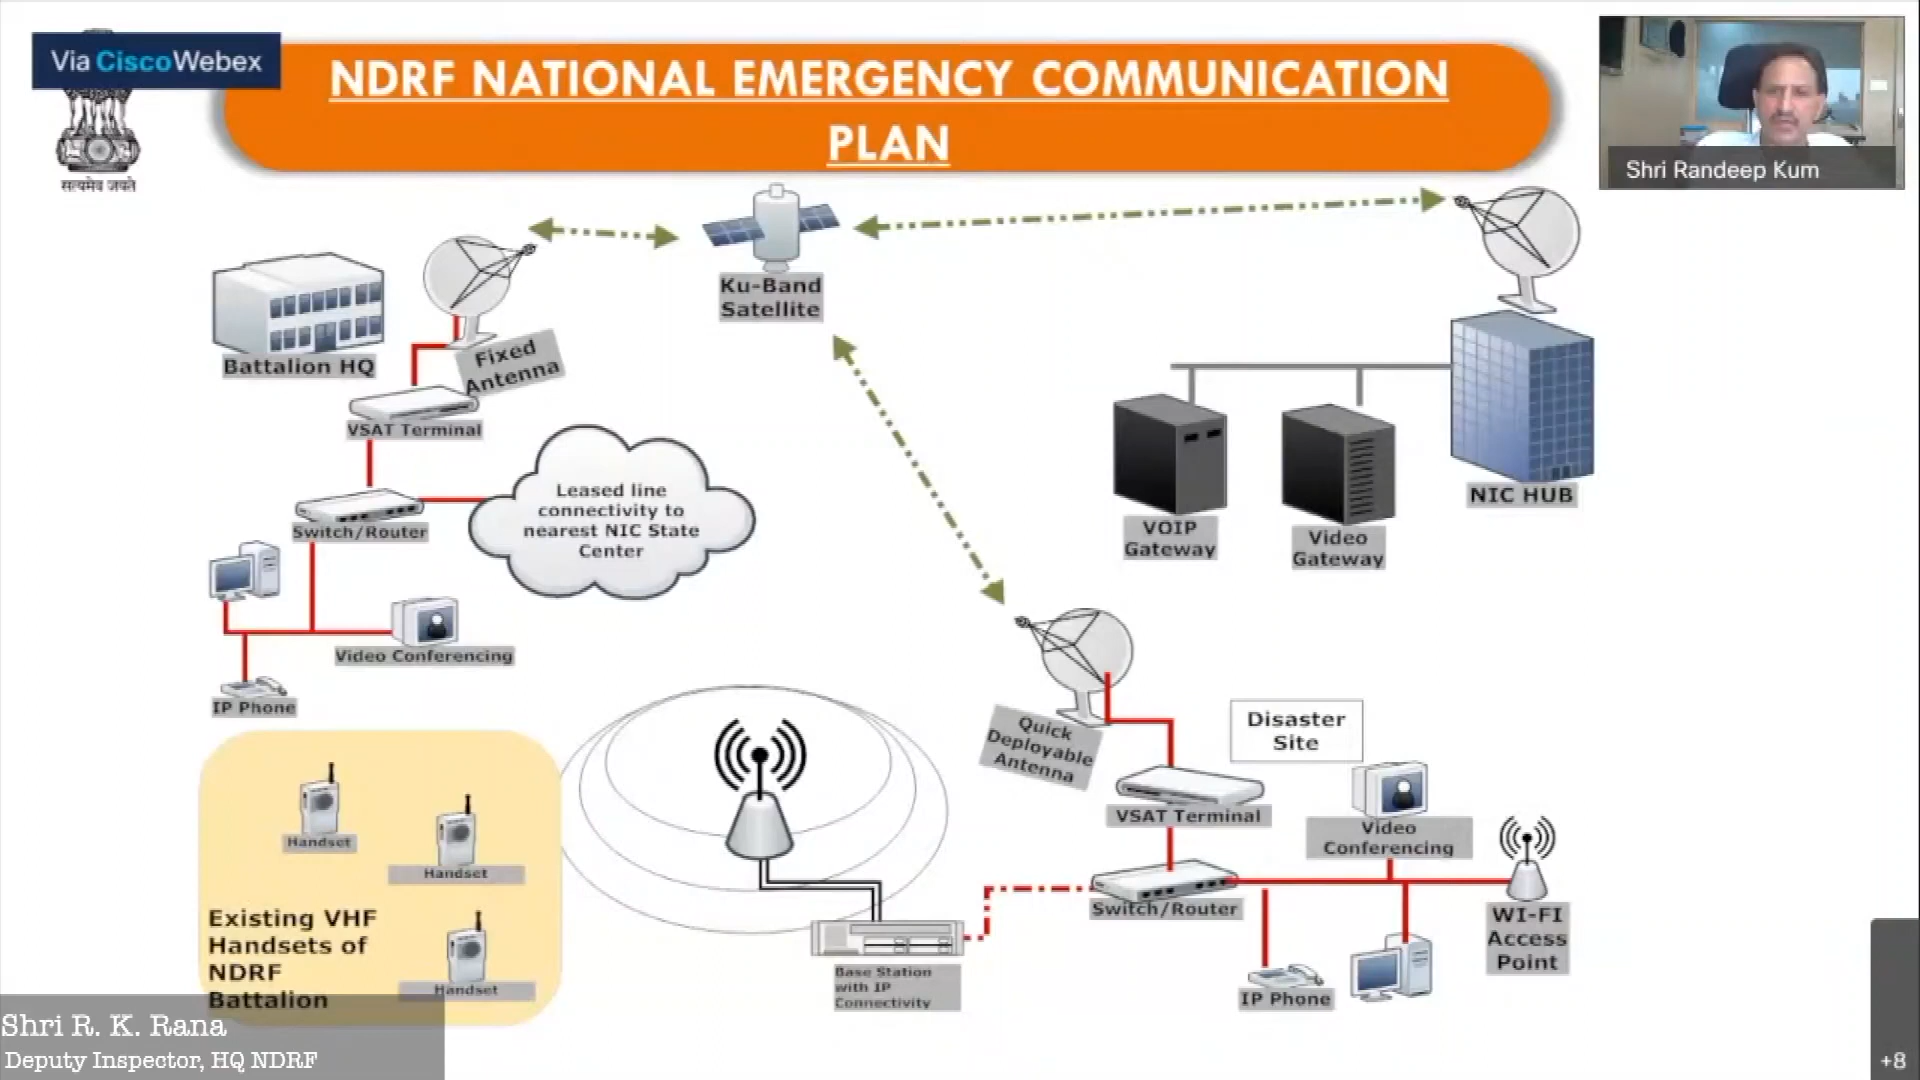 Via CiscoWebex
सत्यमेव जयते
NDRF NATIONAL EMERGENCY COMMUNICATION
PLAN
Shri Randeep Kum
Battalion HQ
Fixed
Antenna
Ku-Band
Satellite
VSAT Terminal
Switch/Router
Leased line
connectivity to
nearest NIC State
Center
Video Conferencing
IP Phone
VOIP
Gateway
Video
Gateway
NIC HUB
Quick
Deployable
Antenna
Disaster
Site
VSAT Terminal
Video
Conferencing
Switch/Router
WI-FI
Access
Point
IP Phone
Handset
Handset
Handset
Existing VHF
Handsets of
NDRF
Battalion
Base Station
with IP
Connectivity
Shri R. K. Rana
Deputy Inspector, HQ NDRF
+8